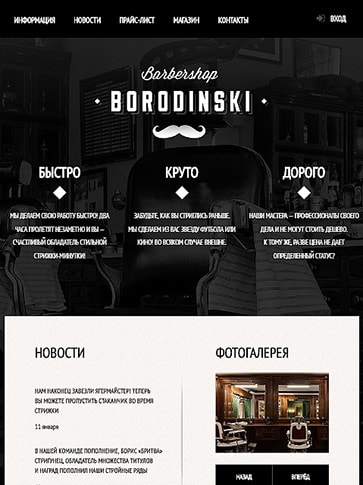 ИНФОРМАЦИЯ НОВОСТИ ПРАЙС-ЛИСТ МАГАЗИН КОНТАКТЫ ВХОД
Barbershop
BORODINSKI
БЫСТРО
МЫ ДЕЛАЕМ СВОЮ РАБОТУ БЫСТРО! ДВА
ЧАСА ПРОЛЕТЯТ НЕЗАМЕТНО И ВЫ —
СЧАСТЛИВЫЙ ОБЛАДАТЕЛЬ СТИЛЬНОЙ
СТРИЖКИ-МИНУТКИ!
КРУТО
ЗАБУДЬТЕ, КАК ВЫ СТРИГЛИСЬ РАНЬШЕ.
МЫ СДЕЛАЕМ ИЗ ВАС ЗВЕЗДУ ФУТБОЛА ИЛИ
КИНО! ВО ВСЯКОМ СЛУЧАЕ ВНЕШНЕ.
ДОРОГО
НАШИ МАСТЕРА — ПРОФЕССИОНАЛЫ СВОЕГО
ДЕЛА И НЕ МОГУТ СТОИТЬ ДЕШЕВО.
К ТОМУ ЖЕ, РАЗВЕ ЦЕНА НЕ ДАЕТ
ОПРЕДЕЛЕННЫЙ СТАТУС?
НОВОСТИ
НАМ НАКОНЕЦ ЗАВЕЗЛИ ЯГЕРМАЙСТЕР! ТЕПЕРЬ
ВЫ МОЖЕТЕ ПРОПУСТИТЬ СТАКАНЧИК ВО ВРЕМЯ
СТРИЖКИ
11 января
В НАШЕЙ КОМАНДЕ ПОПОЛНЕНИЕ, БОРИС «БРИТВА»
СТРИГУНЕЦ, ОБЛАДАТЕЛЬ МНОЖЕСТВА ТИТУЛОВ
И НАГРАД ПОПОЛНИЛ НАШИ СТРОЙНЫЕ РЯДЫ
ФОТОГАЛЕРЕЯ
НАЗАД ВПЕРЁД